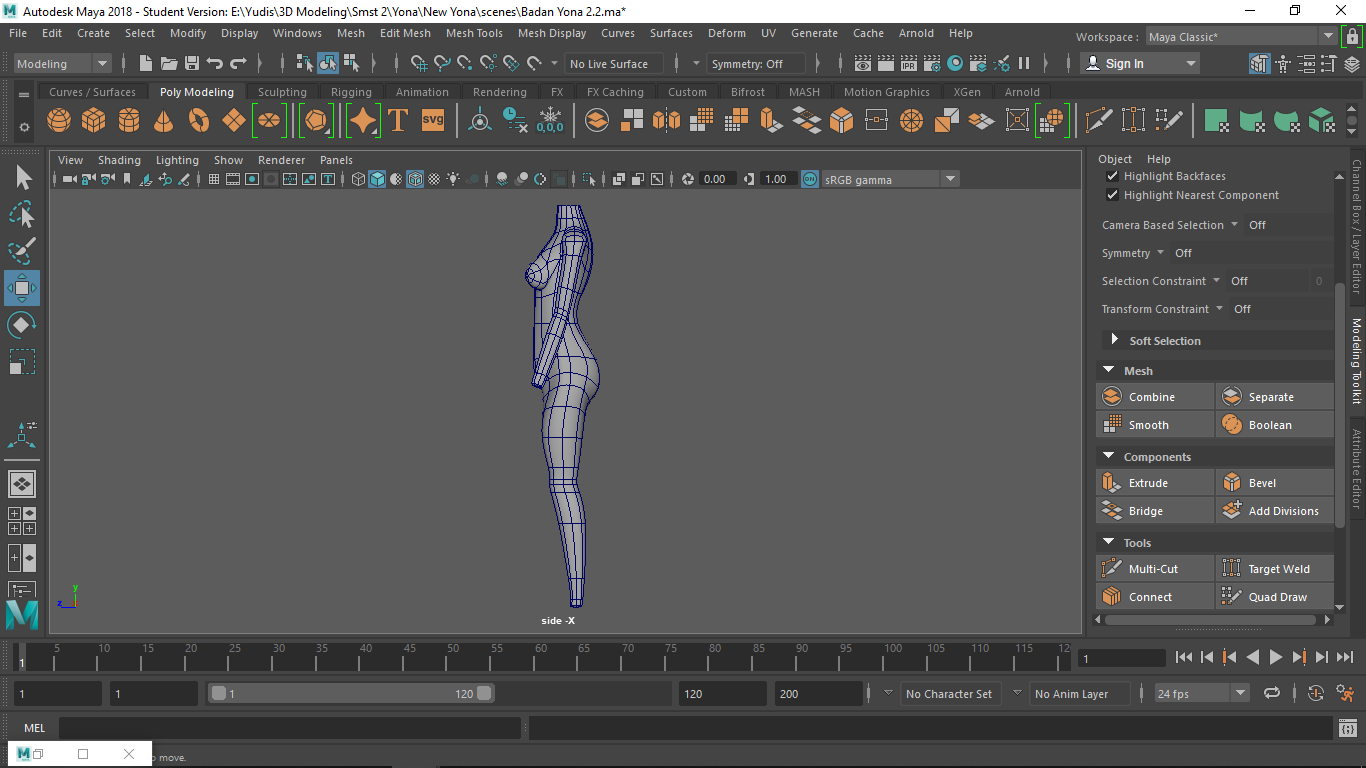 Autodesk Maya 2018 - Student Version: E:\Yudis\3D Modeling\Smst 2\Yona\New Yona\scenes\Badan Yona 2.2.ma*
File Edit Create Select Modify Display Windows Mesh Edit Mesh Mesh Tools Mesh Display Curves Surfaces Deform UV Generate Cache Arnold Help
Workspace : Maya Classic*
Modeling No Live Surface Symmetry: Off IPR Sign In
Curves / Surfaces Poly Modeling Sculpting Rigging Animation Rendering FX FX Caching Custom Bifrost MASH Motion Graphics XGen Arnold
T svg 0,0,0
View Shading Lighting Show Renderer Panels
0.00 1.00 ON sRGB gamma
Object Help
Highlight Backfaces
Highlight Nearest Component
Camera Based Selection Off
Symmetry Off
Selection Constraint Off 0
Transform Constraint Off
Soft Selection
Mesh
Combine Separate
Smooth Boolean
Components
Extrude Bevel
Bridge Add Divisions
Tools
Multi-Cut Target Weld
Connect Quad Draw
Channel Box / Layer Editor
Modeling Toolkit
Attribute Editor
y
z
side -X
1 5 10 15 20 25 30 35 40 45 50 55 60 65 70 75 80 85 90 95 100 105 110 115 12
1
1 1 1 120 120 200 No Character Set No Anim Layer 24 fps
MEL
M
move.